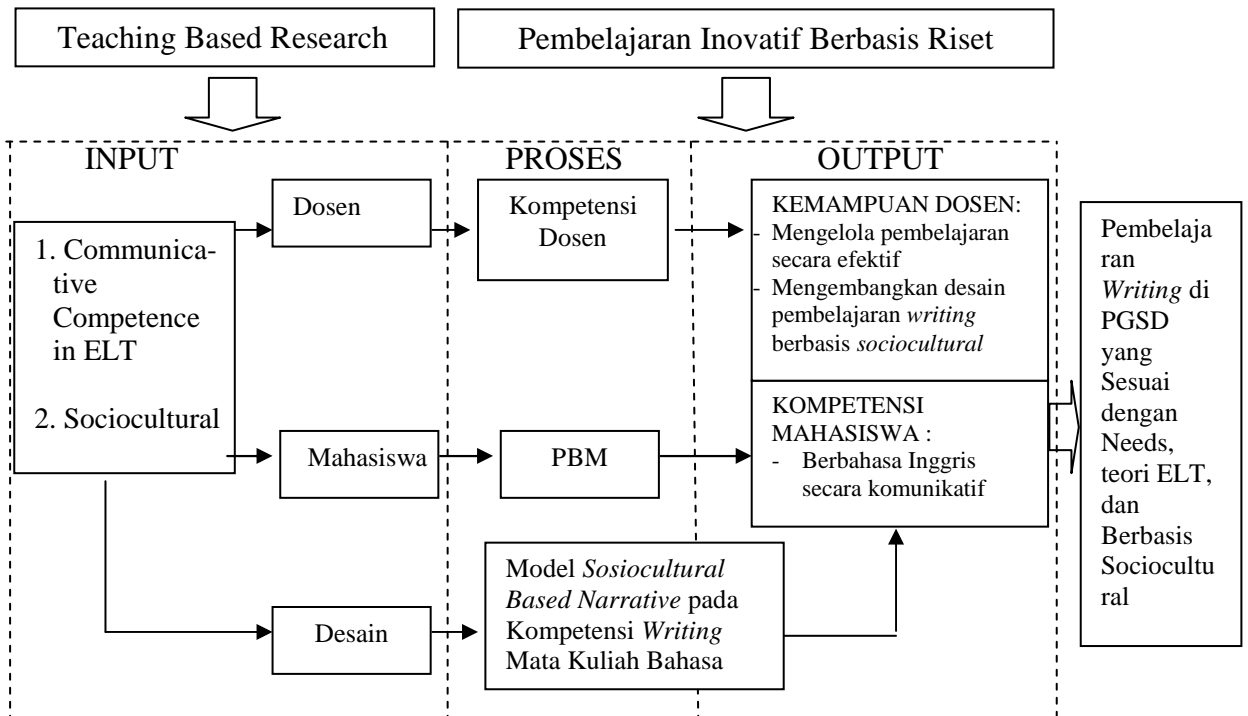 Teaching Based Research
Pembelajaran Inovatif Berbasis Riset
INPUT
PROSES
OUTPUT
1. Communica-
tive
Competence
in ELT
2. Sociocultural
Dosen
Mahasiswa
Desain
Kompetensi
Dosen
PBM
Model Sosiocultural
Based Narrative pada
Kompetensi Writing
Mata Kuliah Bahasa
KEMAMPUAN DOSEN:
- Mengelola pembelajaran
secara efektif
- Mengembangkan desain
pembelajaran writing
berbasis sociocultural
KOMPETENSI
MAHASISWA :
- Berbahasa Inggris
secara komunikatif
Pembelaja
ran
Writing di
PGSD
yang
Sesuai
dengan
Needs,
teori ELT,
dan
Berbasis
Sociocultu
ral